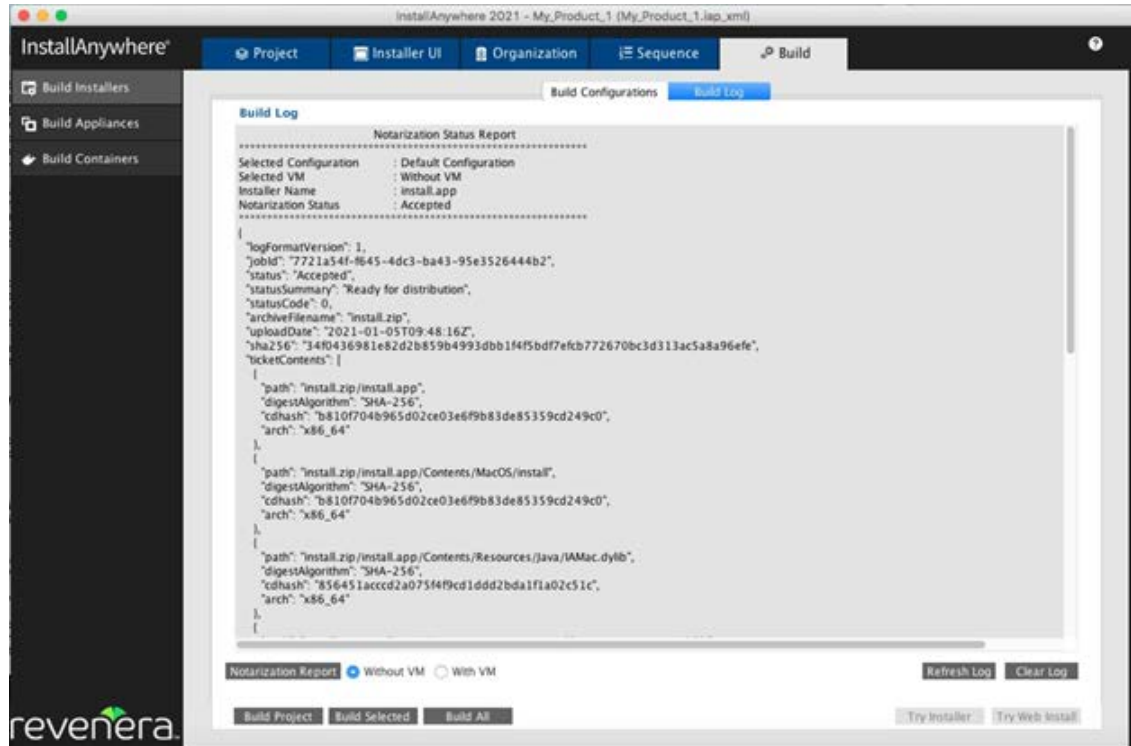 InstallAnywhere 2021 - My_Product_1 (My_Product_1.iap_xml)
InstallAnywhere®
Project
Installer UI
Organization
Sequence
Build
?
Build Installers
Build Appliances
Build Containers
Build Configurations
Build Log
Build Log
Notarization Status Report
Selected Configuration : Default Configuration
Selected VM : Without VM
Installer Name : install.app
Notarization Status : Accepted
{
"logFormatVersion": 1,
"jobId": "7721a54f-f645-4dc3-ba43-95e3526444b2",
"status": "Accepted",
"statusSummary": "Ready for distribution",
"statusCode": 0,
"archiveFilename": "install.zip",
"uploadDate": "2021-01-05T09:48:16Z",
"sha256": "34f0436981e82d2b859b4993dbb1f4f5bdf7efcb772670bc3d313ac5a8a96efe",
"ticketContents": [
{
"path": "install.zip/install.app",
"digestAlgorithm": "SHA-256",
"cdhash": "b810f704b965d02ce03e6f9b83de85359cd249c0",
"arch": "x86_64"
},
{
"path": "install.zip/install.app/Contents/MacOS/install",
"digestAlgorithm": "SHA-256",
"cdhash": "b810f704b965d02ce03e6f9b83de85359cd249c0",
"arch": "x86_64"
},
{
"path": "install.zip/install.app/Contents/Resources/Java/IAMac.dylib",
"digestAlgorithm": "SHA-256",
"cdhash": "856451acccd2a075f4f9cd1ddd2bda1f1a02c51c",
"arch": "x86_64"
},
{
Notarization Report
Without VM
With VM
Refresh Log
Clear Log
Build Project
Build Selected
Build All
Try Installer
Try Web Install
revenera.